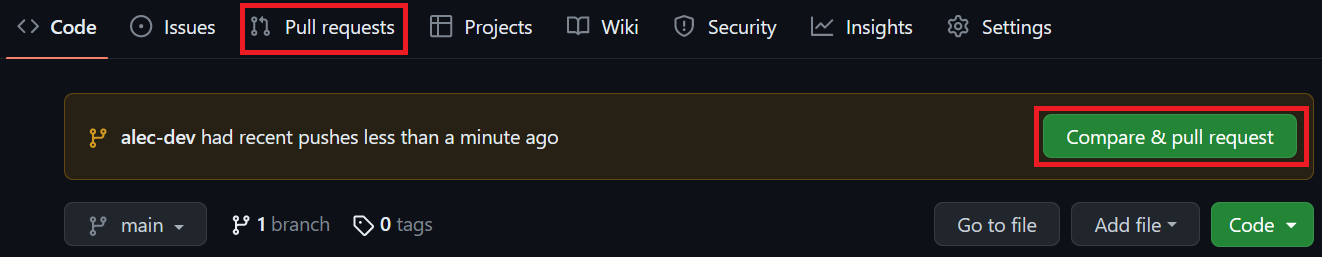 Code Issues Pull requests Projects Wiki Security Insights Settings
alec-dev had recent pushes less than a minute ago Compare & pull request
main 1 branch 0 tags Go to file Add file Code